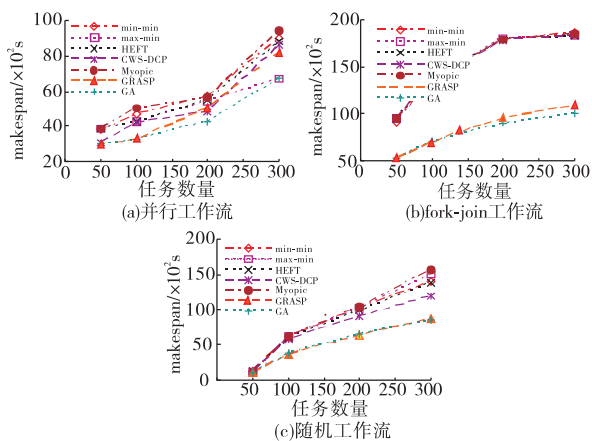 makespan/×10²s
100
80
60
40
20
min-min
max-min
HEFT
CWS-DCP
Myopic
GRASP
GA
0 50 100 150 200 250 300
任务数量
(a)并行工作流
makespan/×10²s
200
150
100
50
min-min
max-min
HEFT
CWS-DCP
Myopic
GRASP
GA
0 50 100 150 200 250 300
任务数量
(b)fork-join工作流
makespan/×10²s
200
150
100
50
0
min-min
max-min
HEFT
CWS-DCP
Myopic
GRASP
GA
0 50 100 150 200 250 300
任务数量
(c)随机工作流